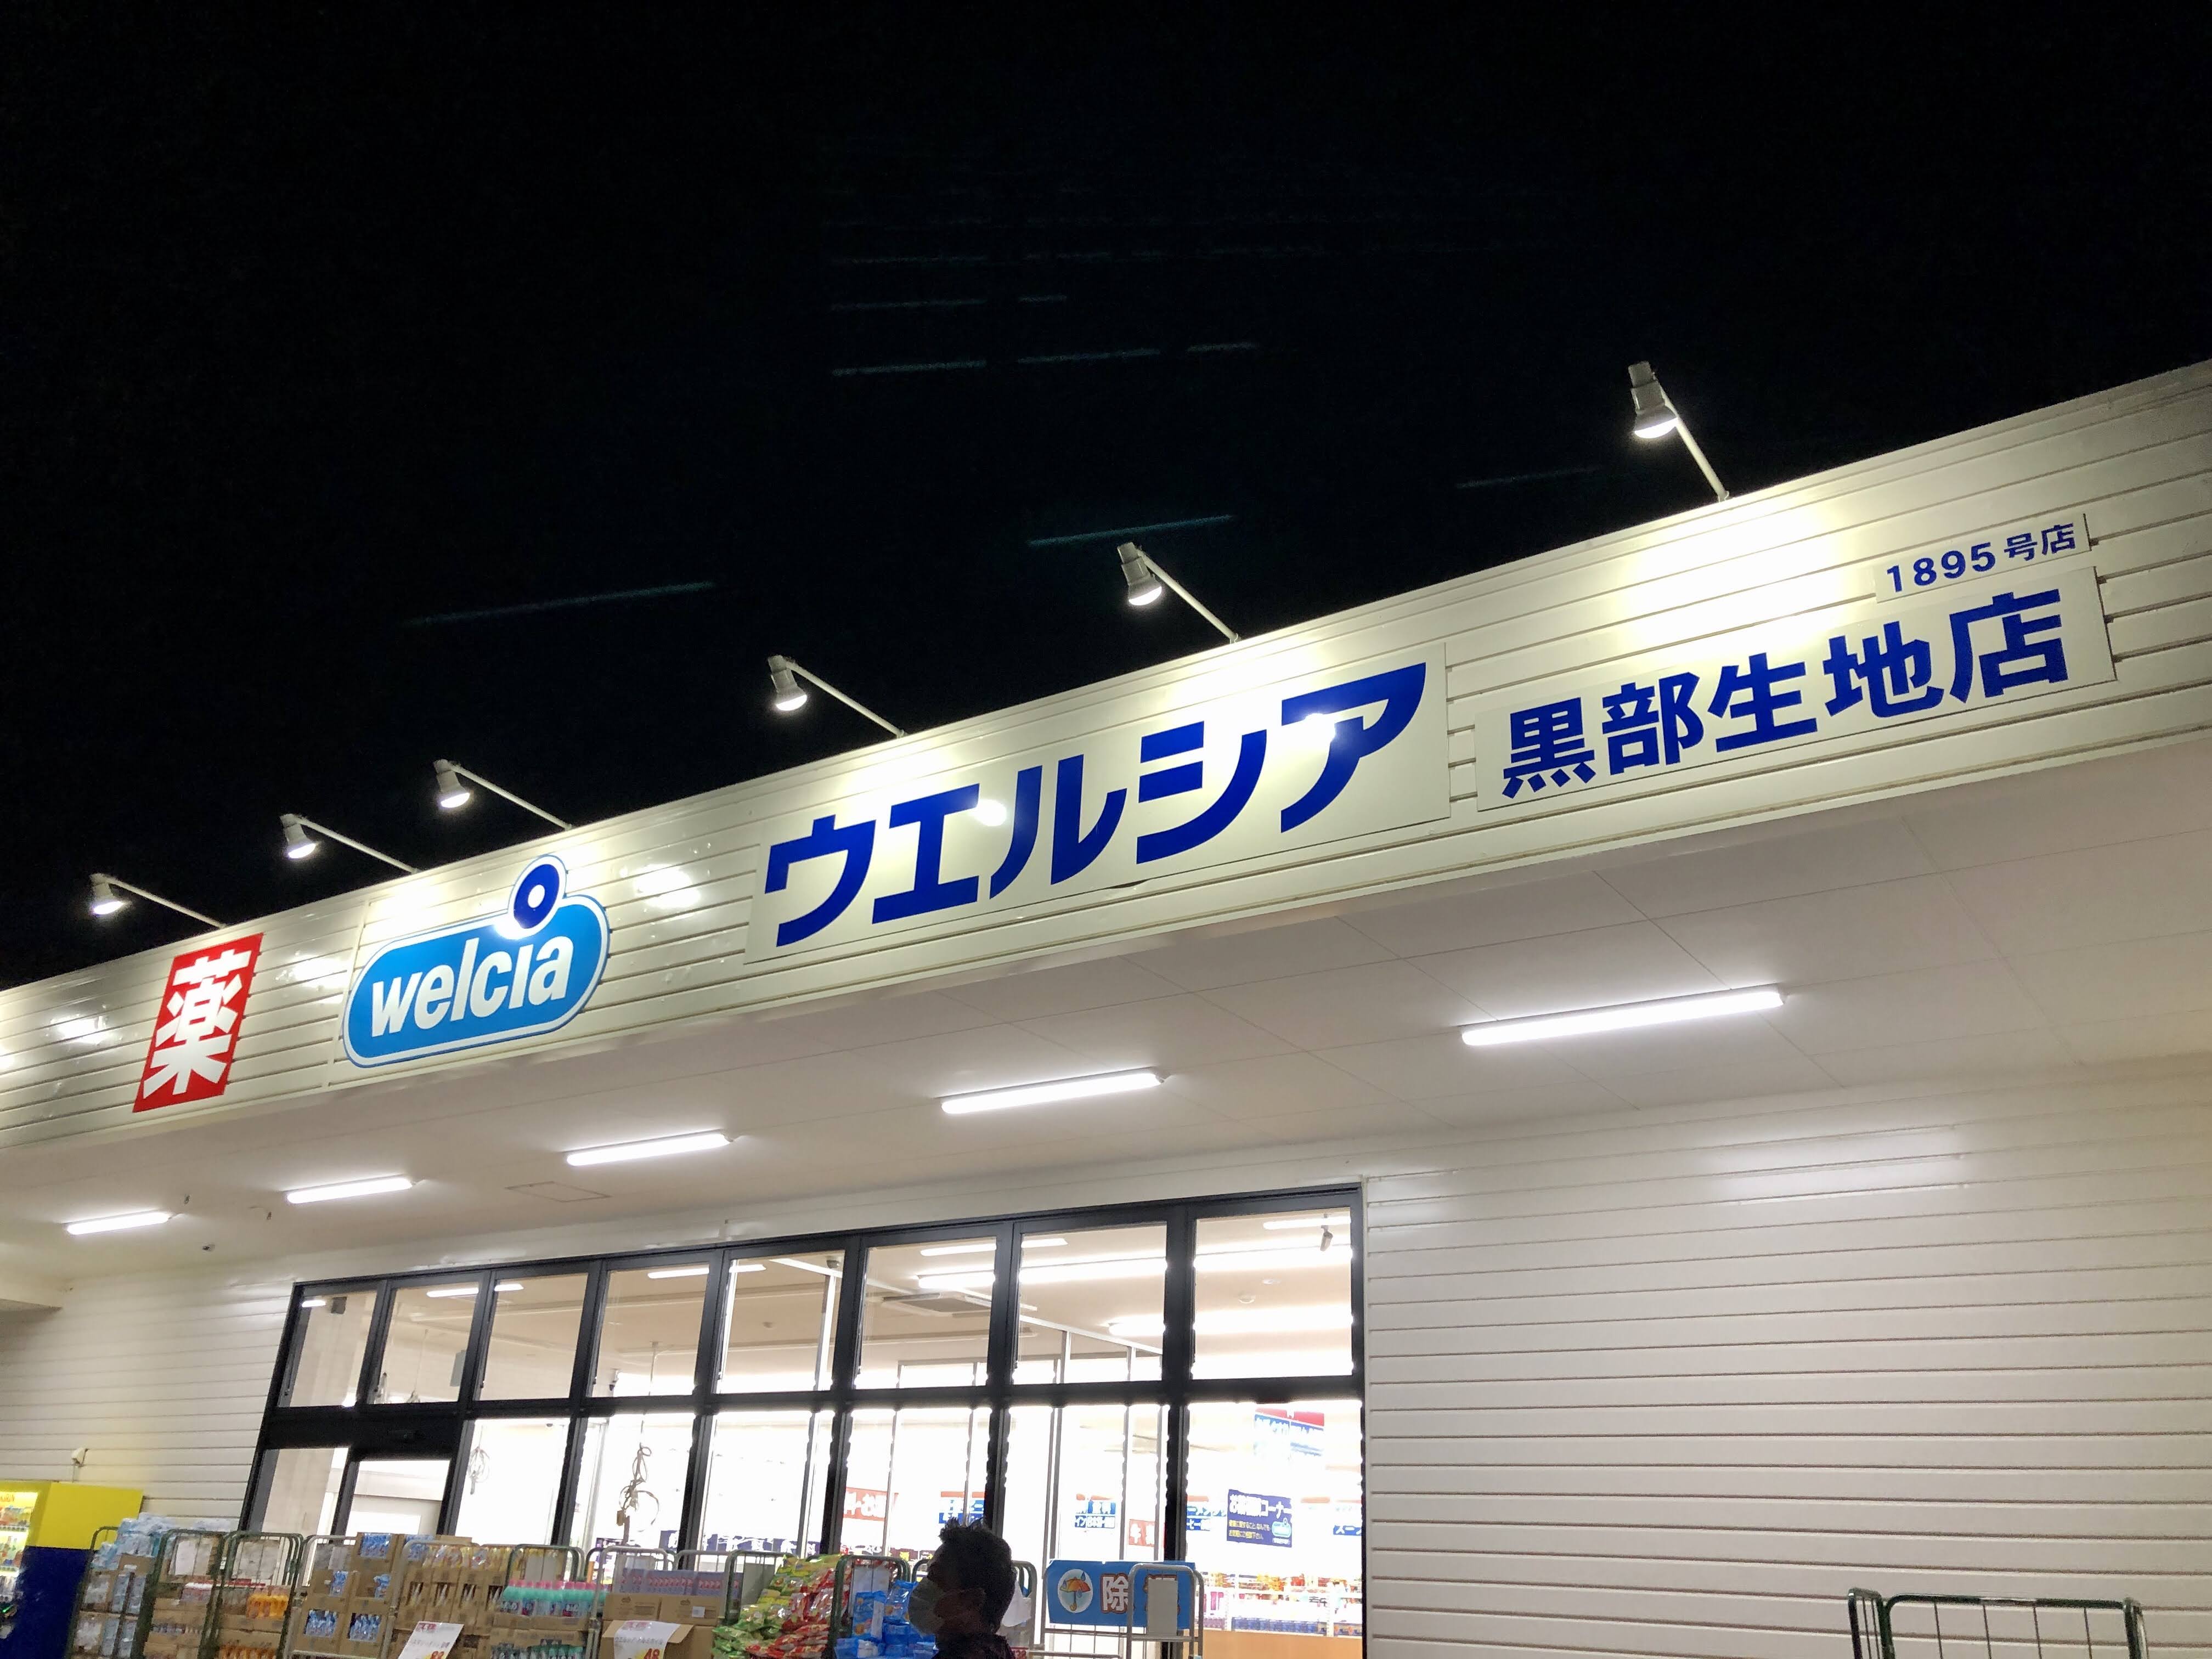 薬
welcia
ウエルシア
1895号店
黒部生地店
除